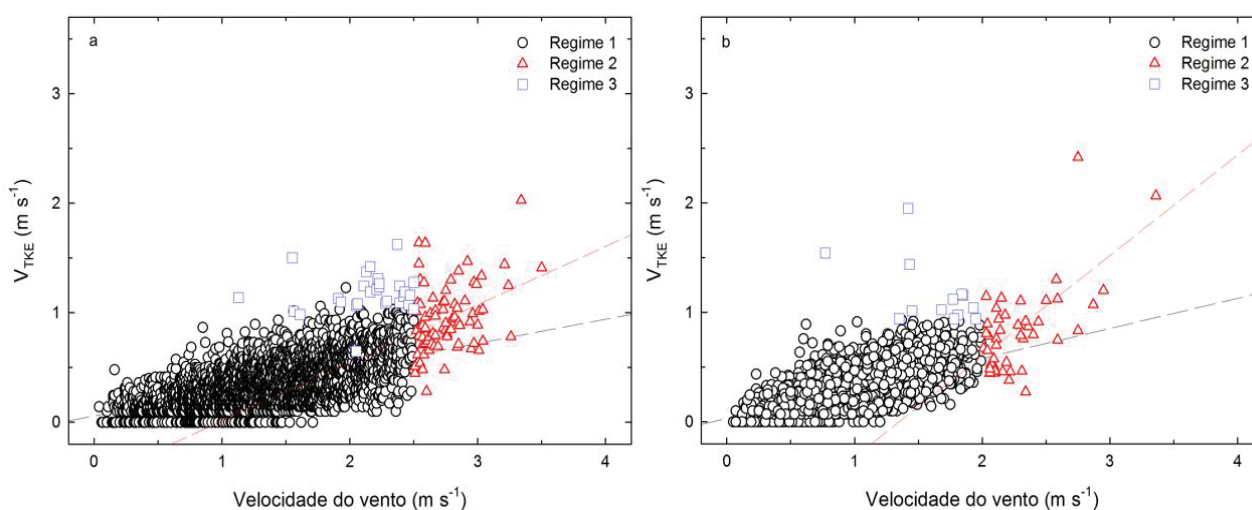 a
Regime 1
Regime 2
Regime 3
3
2
1
0
V_TKE (m s⁻¹)
0 1 2 3 4
Velocidade do vento (m s⁻¹)
b
Regime 1
Regime 2
Regime 3
3
2
1
0
V_TKE (m s⁻¹)
0 1 2 3 4
Velocidade do vento (m s⁻¹)